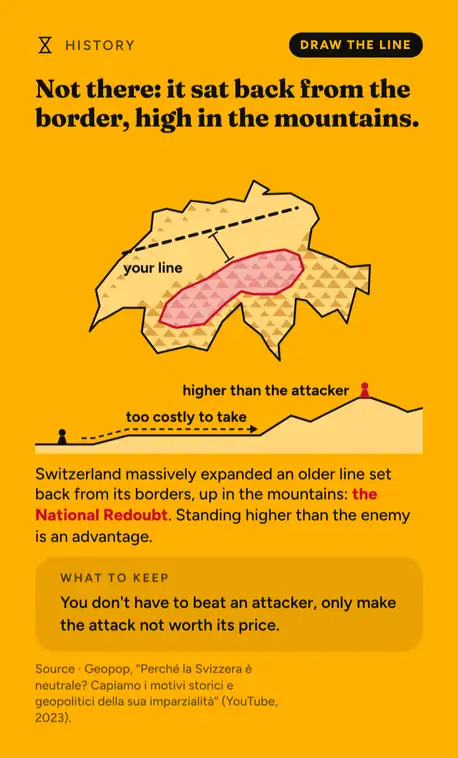 HISTORY
DRAW THE LINE
Not there: it sat back from the
border, high in the mountains.
your line
higher than the attacker
too costly to take
Switzerland massively expanded an older line set
back from its borders, up in the mountains: the
National Redoubt. Standing higher than the enemy
is an advantage.
WHAT TO KEEP
You don't have to beat an attacker, only make
the attack not worth its price.
Source · Geopop, "Perché la Svizzera è
neutrale? Capiamo i motivi storici e
geopolitici della sua imparzialità" (YouTube,
2023).